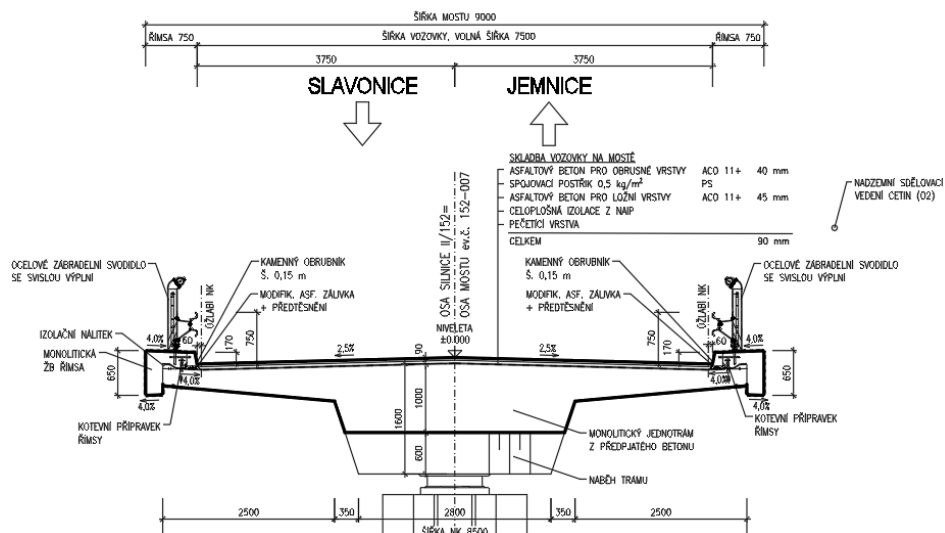 ŠÍŘKA MOSTU 9000
ŘÍMSA 750
ŠÍŘKA VOZOVKY, VOLNÁ ŠÍŘKA 7500
ŘÍMSA 750
3750
3750
SLAVONICE
JEMNICE
SKLADBA VOZOVKY NA MOSTĚ
ASFALTOVÝ BETON PRO OBRUSNÉ VRSTVY ACO 11+ 40 mm
SPOJOVACÍ POSTŘIK 0,5 kg/m² PS
ASFALTOVÝ BETON PRO LOŽNÍ VRSTVY ACO 11+ 45 mm
CELOPLOŠNÁ IZOLACE Z NAIP
PEČETÍCÍ VRSTVA
CELKEM 90 mm
NADZEMNÍ SDĚLOVACÍ
VEDENÍ CETIN (02)
OSA SILNICE II/152=
OSA MOSTU ev.č. 152-007
OCELOVÉ ZÁBRADELNÍ SVODIDLO
SE SVISLOU VÝPLNÍ
KAMENNÝ OBRUBNÍK
Š. 0,15 m
MODIFIK. ASF. ZÁLIVKA
+ PŘEDTĚSNĚNÍ
KAMENNÝ OBRUBNÍK
Š. 0,15 m
MODIFIK. ASF. ZÁLIVKA
+ PŘEDTĚSNĚNÍ
OCELOVÉ ZÁBRADELNÍ SVODIDLO
SE SVISLOU VÝPLNÍ
ÚŽLABÍ NK
ÚŽLABÍ NK
NIVELETA
±0.000
IZOLAČNÍ NÁLITEK
MONOLITICKÁ
ŽB ŘÍMSA
4,0%
60
170
750
2,5%
90
2,5%
750
170
60
4,0%
650
4,0%
4,0%
4,0%
4,0%
650
KOTEVNÍ PŘÍPRAVEK
ŘÍMSY
1600
1000
600
MONOLITICKÝ JEDNOTRÁM
Z PŘEDPJATÉHO BETONU
NÁBĚH TRÁMU
KOTEVNÍ PŘÍPRAVEK
ŘÍMSY
2500
350
2800
350
2500
ŠÍŘKA NK 8500